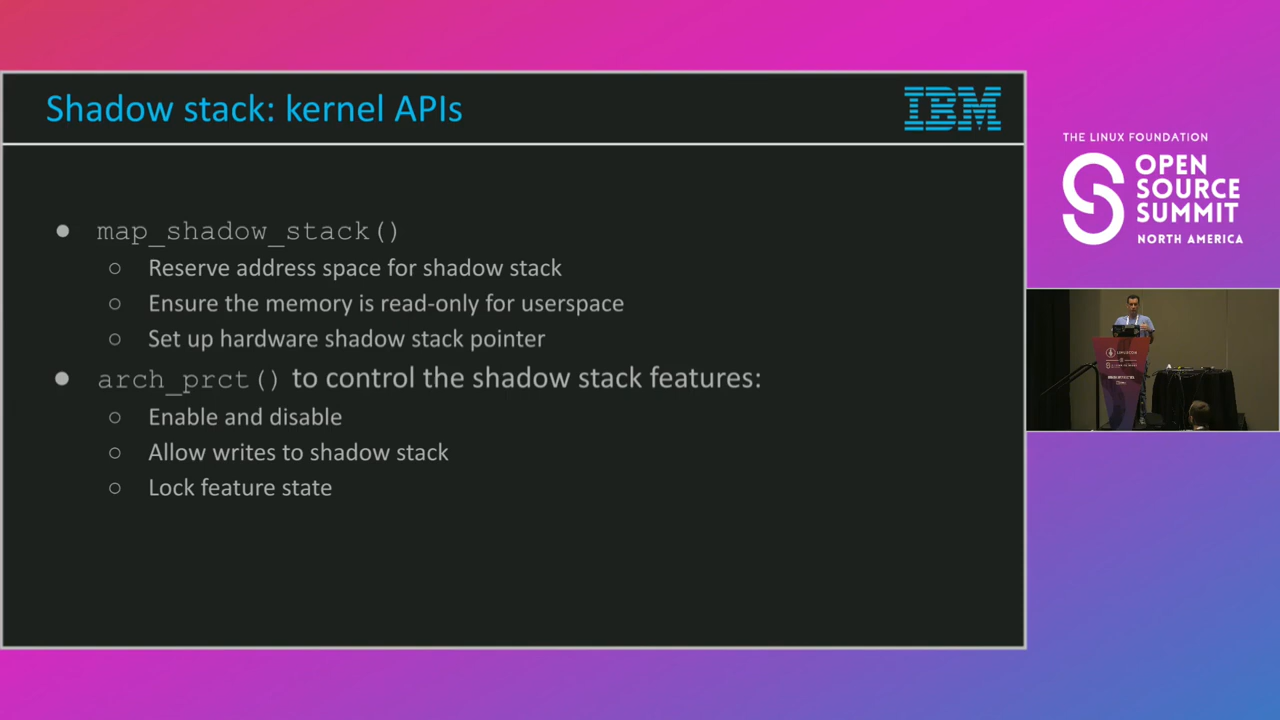 Shadow stack: kernel APIs
IBM
● map_shadow_stack()
○ Reserve address space for shadow stack
○ Ensure the memory is read-only for userspace
○ Set up hardware shadow stack pointer
● arch_prct() to control the shadow stack features:
○ Enable and disable
○ Allow writes to shadow stack
○ Lock feature state
THE LINUX FOUNDATION
OPEN
SOURCE
SUMMIT
NORTH AMERICA